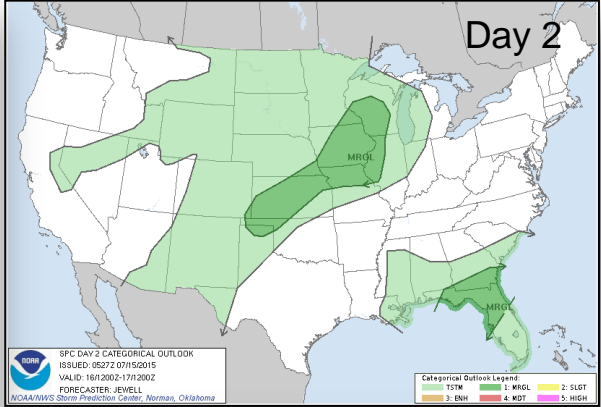 Day 2
MRGL
MRGL
NOAA
SPC DAY 2 CATEGORICAL OUTLOOK
ISSUED: 0527Z 07/15/2015
VALID: 16/1200Z-17/1200Z
FORECASTER: JEWELL
NOAA/NWS Storm Prediction Center, Norman, Oklahoma
Categorical Outlook Legend:
TSTM 1: MRGL 2: SLGT
3: ENH 4: MDT 5: HIGH